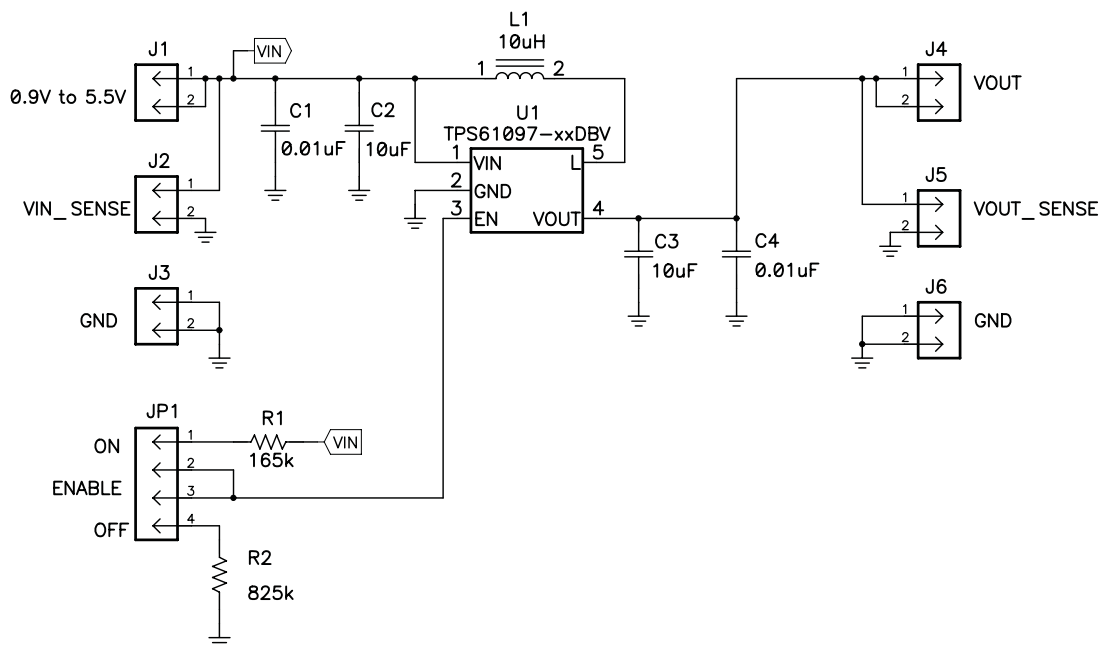 L1
10uH
1 2
J1
VIN
0.9V to 5.5V
1
2
C1
0.01uF
C2
10uF
U1
TPS61097-xxDBV
1 VIN
2 GND
3 EN
L 5
VOUT 4
J4
1
2
VOUT
J2
VIN_SENSE
1
2
J5
1
2
VOUT_SENSE
C3
10uF
C4
0.01uF
J3
GND
1
2
J6
1
2
GND
JP1
ON
ENABLE
OFF
1
2
3
4
R1
165k
VIN
R2
825k